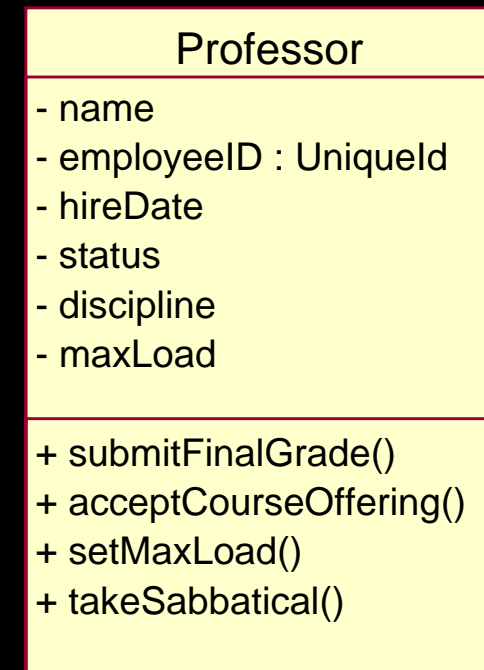 Professor
- name
- employeeID : UniqueId
- hireDate
- status
- discipline
- maxLoad
+ submitFinalGrade()
+ acceptCourseOffering()
+ setMaxLoad()
+ takeSabbatical()